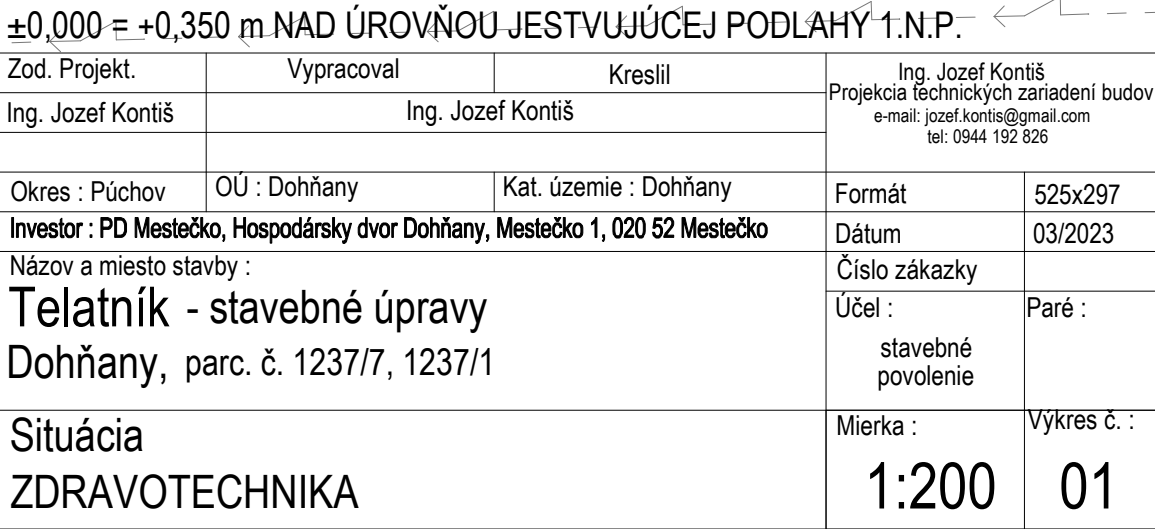 ±0,000 = +0,350 m NAD ÚROVŇOU JESTVUJÚCEJ PODLAHY 1.N.P.
Zod. Projekt.
Vypracoval
Kreslil
Ing. Jozef Kontiš
Projekcia technických zariadení budov
e-mail: jozef.kontis@gmail.com
tel: 0944 192 826
Ing. Jozef Kontiš
Ing. Jozef Kontiš
Okres : Púchov
OÚ : Dohňany
Kat. územie : Dohňany
Formát
525x297
Investor : PD Mestečko, Hospodársky dvor Dohňany, Mestečko 1, 020 52 Mestečko
Dátum
03/2023
Názov a miesto stavby :
Číslo zákazky
Telatník - stavebné úpravy
Dohňany, parc. č. 1237/7, 1237/1
Účel :
stavebné
povolenie
Paré :
Situácia
ZDRAVOTECHNIKA
Mierka :
1:200
Výkres č. :
01